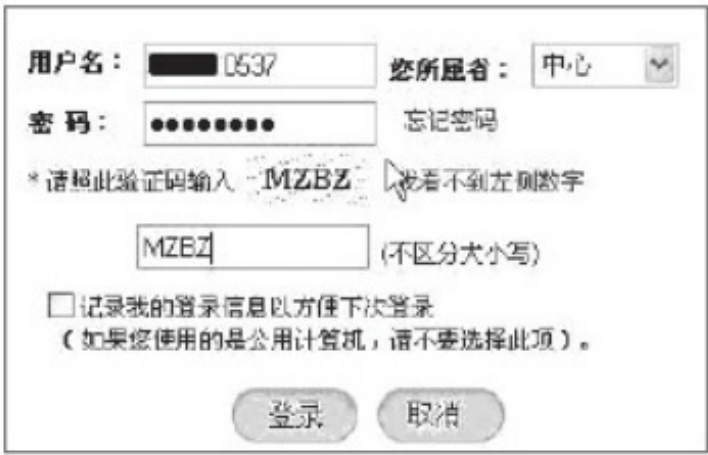 用户名： 0537 您所属省： 中心
密 码： ●●●●●●●● 忘记密码
*请照此验证码输入 MZBZ 我看不到左侧数字
MZBZ (不区分大小写)
记录我的登录信息以方便下次登录
（如果您使用的是公用计算机，请不要选择此项）。
登录 取消